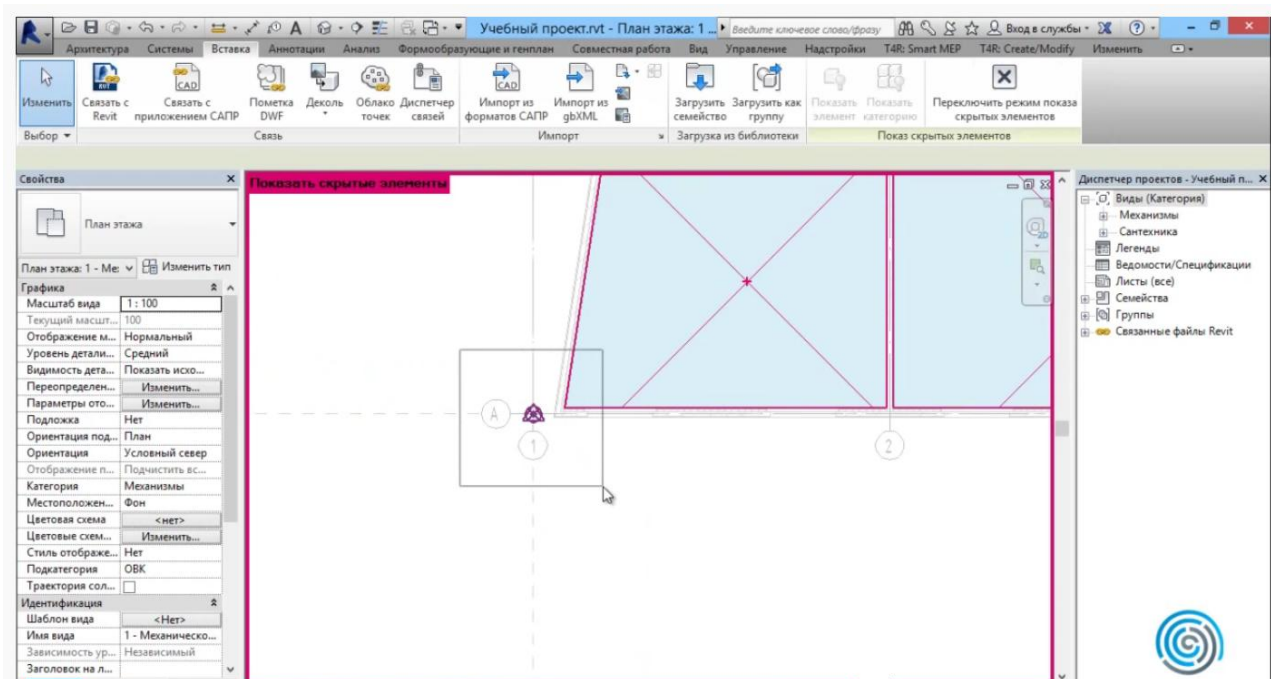 Учебный проект.rvt - План этажа: 1 ...
Введите ключевое слово/фразу
Вход в службы
Архитектура Системы Вставка Аннотации Анализ Формообразующие и генплан Совместная работа Вид Управление Надстройки T4R: Smart MEP T4R: Create/Modify Изменить
Изменить
Связать с Revit
Связать с приложением САПР
Пометка DWF
Деколь
Облако точек
Диспетчер связей
Импорт из форматов САПР
Импорт из gbXML
Загрузить семейство
Загрузить как группу
Показать элемент
Показать категорию
Переключить режим показа скрытых элементов
Выбор Связь Импорт Загрузка из библиотеки Показ скрытых элементов
Свойства
План этажа
План этажа: 1 - Ме: Изменить тип
Графика
Масштаб вида 1 : 100
Текущий масшт... 100
Отображение м... Нормальный
Уровень детали... Средний
Видимость дета... Показать исхо...
Переопределен... Изменить...
Параметры ото... Изменить...
Подложка Нет
Ориентация под... План
Ориентация Условный север
Отображение п... Подчистить вс...
Категория Механизмы
Местоположен... Фон
Цветовая схема <нет>
Цветовые схем... Изменить...
Стиль отображе... Нет
Подкатегория ОВК
Траектория сол...
Идентификация
Шаблон вида <Нет>
Имя вида 1 - Механическо...
Зависимость ур... Независимый
Заголовок на л...
Показать скрытые элементы
A
1
2
2D
Диспетчер проектов - Учебный п...
Виды (Категория)
Механизмы
Сантехника
Легенды
Ведомости/Спецификации
Листы (все)
Семейства
Группы
Связанные файлы Revit